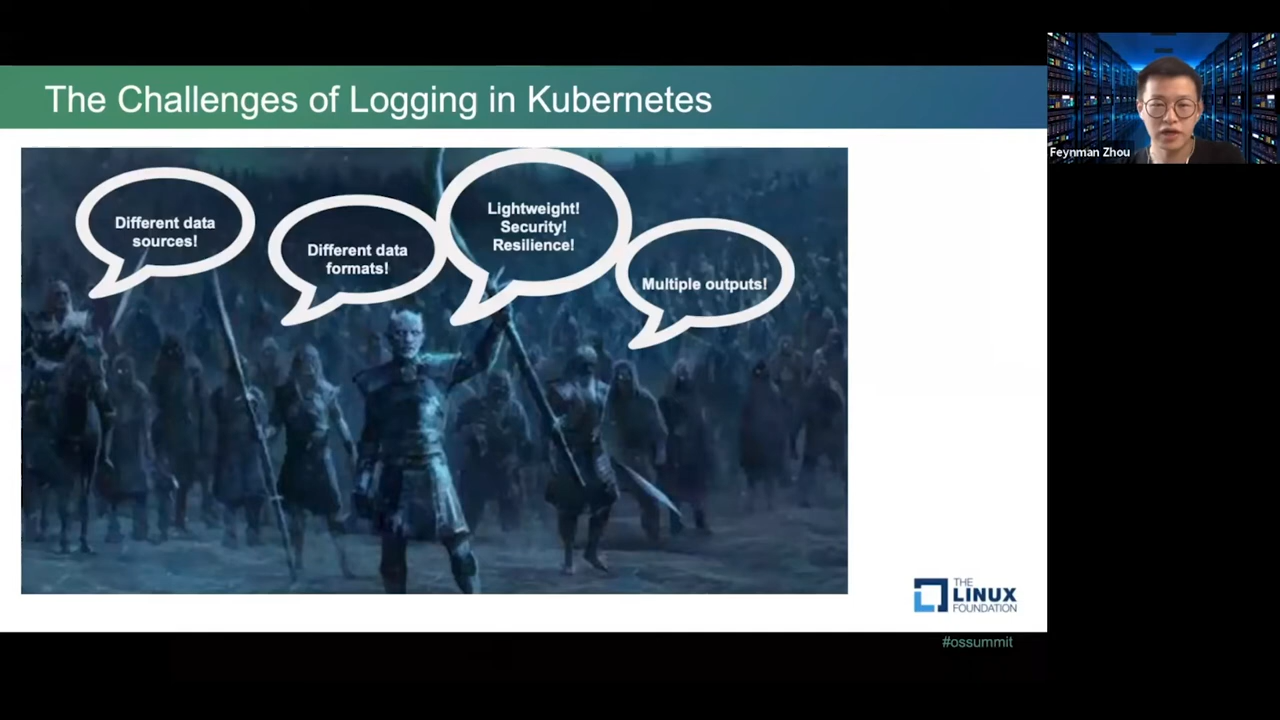 The Challenges of Logging in Kubernetes
Different data
sources!
Different data
formats!
Lightweight!
Security!
Resilience!
Multiple outputs!
Feynman Zhou
THE
LINUX
FOUNDATION
#ossummit